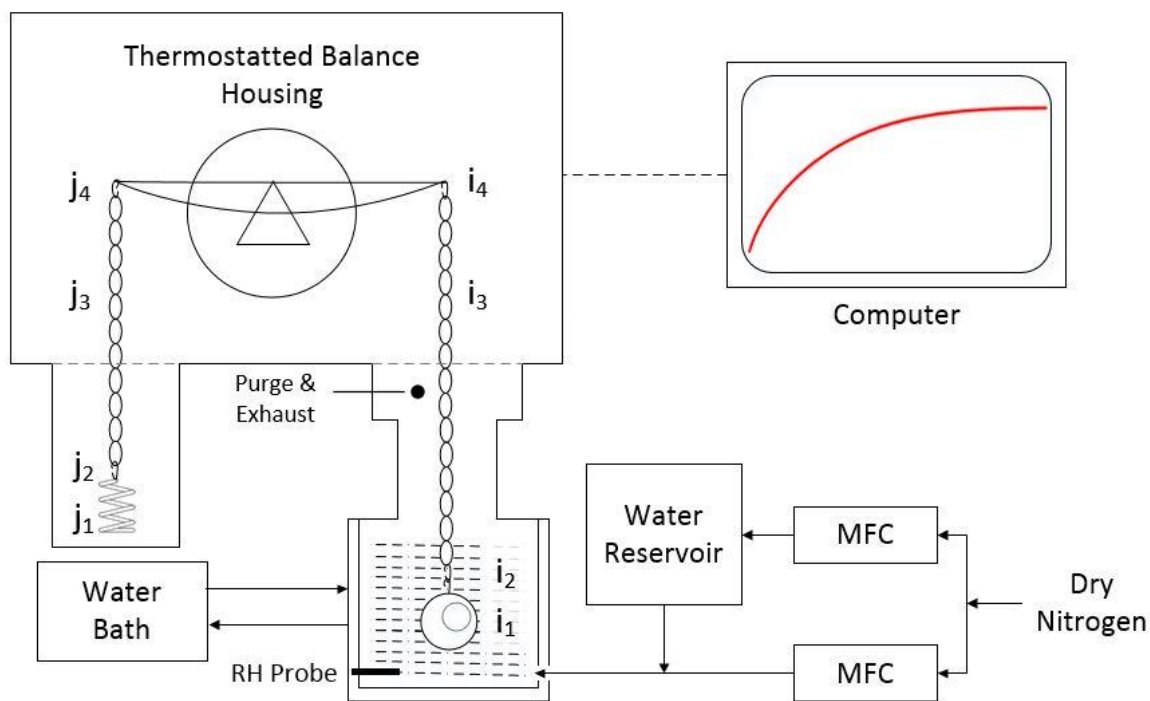 Thermostatted Balance
Housing
j4
i4
j3
i3
Computer
Purge &
Exhaust
j2
j1
Water
Reservoir
MFC
i2
Water
Bath
i1
Dry
Nitrogen
RH Probe
MFC